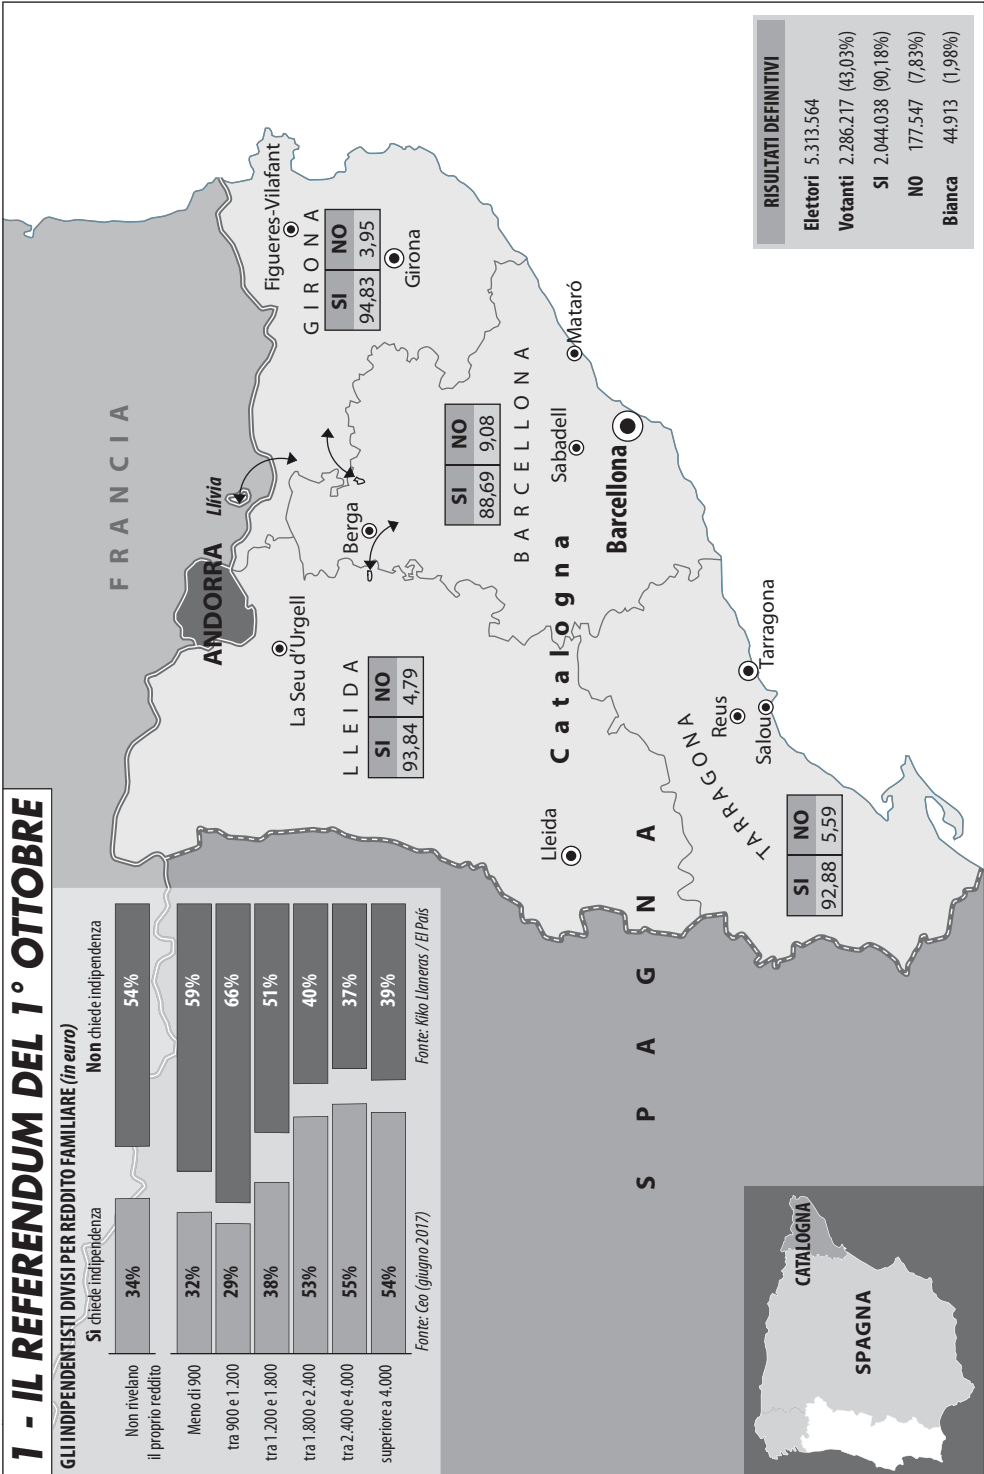 1 - IL REFERENDUM DEL 1° OTTOBRE
GLI INDIPENDENTISTI DIVISI PER REDDITO FAMILIARE (in euro)
Sì chiede indipendenza
Non chiede indipendenza
Non rivelano
il proprio reddito
34%
54%
Meno di 900
32%
59%
tra 900 e 1.200
29%
66%
tra 1.200 e 1.800
38%
51%
tra 1.800 e 2.400
53%
40%
tra 2.400 e 4.000
55%
37%
superiore a 4.000
54%
39%
Fonte: Ceo (giugno 2017)
Fonte: Kiko Llaneras / El País
FRANCIA
ANDORRA
Llívia
La Seu d'Urgell
Berga
Figueres-Vilafant
GIRONA
SI NO
94,83 3,95
Girona
LLEIDA
SI NO
93,84 4,79
SI NO
88,69 9,08
BARCELLONA
Catalogna
Lleida
Sabadell
Mataró
Barcellona
SPAGNA
TARRAGONA
Reus
Salou
Tarragona
SI NO
92,88 5,59
RISULTATI DEFINITIVI
Elettori 5.313.564
Votanti 2.286.217 (43,03%)
SI 2.044.038 (90,18%)
NO 177.547 (7,83%)
Bianca 44.913 (1,98%)
CATALOGNA
SPAGNA